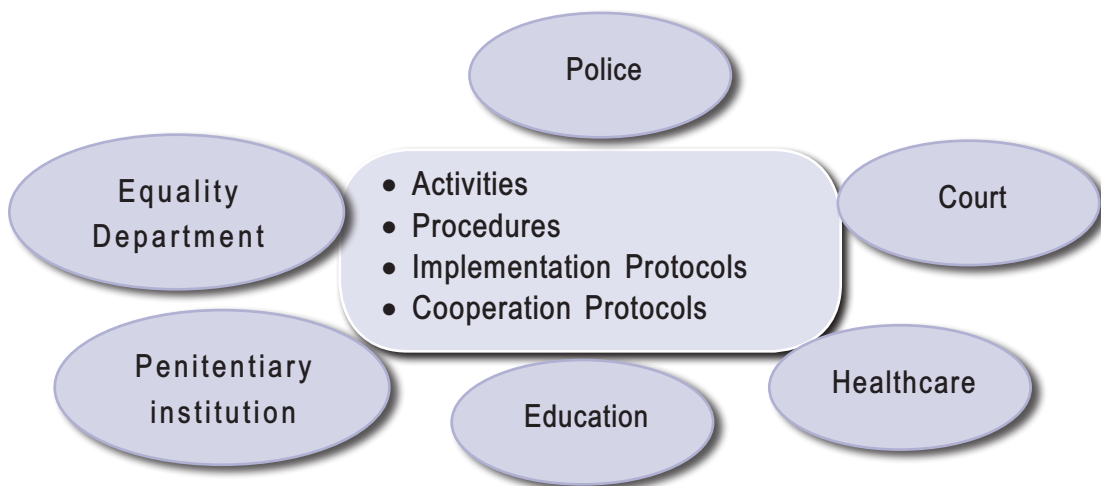 Police
Equality
Department
• Activities
• Procedures
• Implementation Protocols
• Cooperation Protocols
Court
Penitentiary
institution
Education
Healthcare